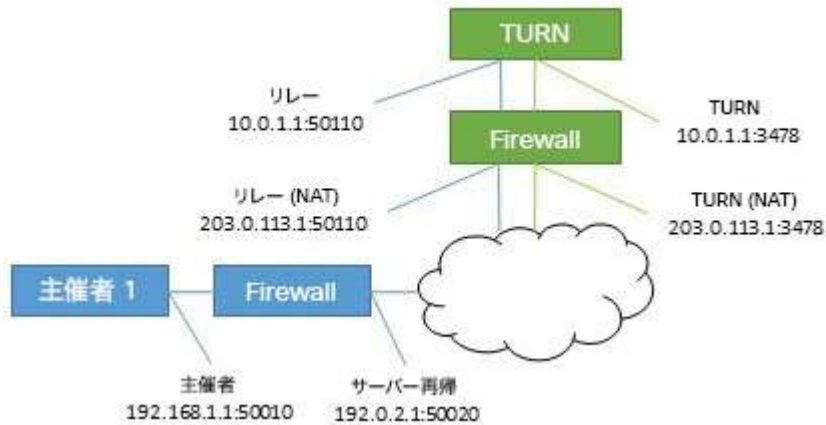 TURN
リレー
10.0.1.1:50110
TURN
10.0.1.1:3478
Firewall
リレー (NAT)
203.0.113.1:50110
TURN (NAT)
203.0.113.1:3478
主催者 1
Firewall
主催者
192.168.1.1:50010
サーバー再帰
192.0.2.1:50020